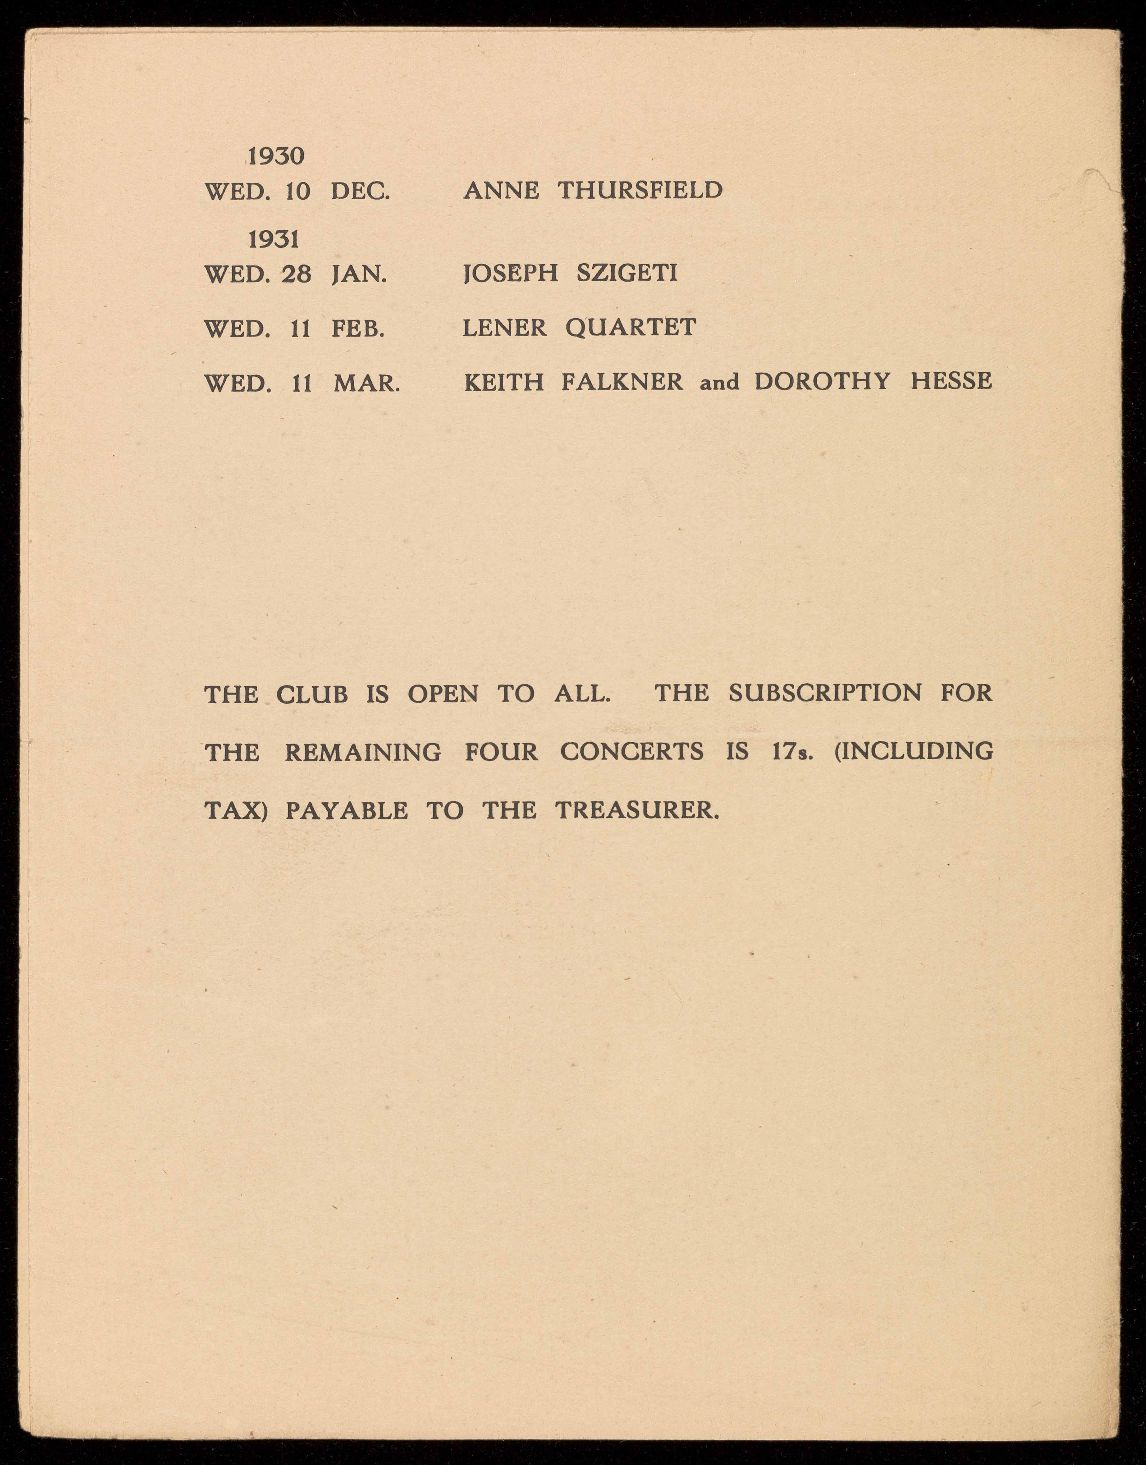 1930
WED. 10 DEC. ANNE THURSFIELD
1931
WED. 28 JAN. JOSEPH SZIGETI
WED. 11 FEB. LENER QUARTET
WED. 11 MAR. KEITH FALKNER and DOROTHY HESSE
THE CLUB IS OPEN TO ALL. THE SUBSCRIPTION FOR
THE REMAINING FOUR CONCERTS IS 17s. (INCLUDING
TAX) PAYABLE TO THE TREASURER.